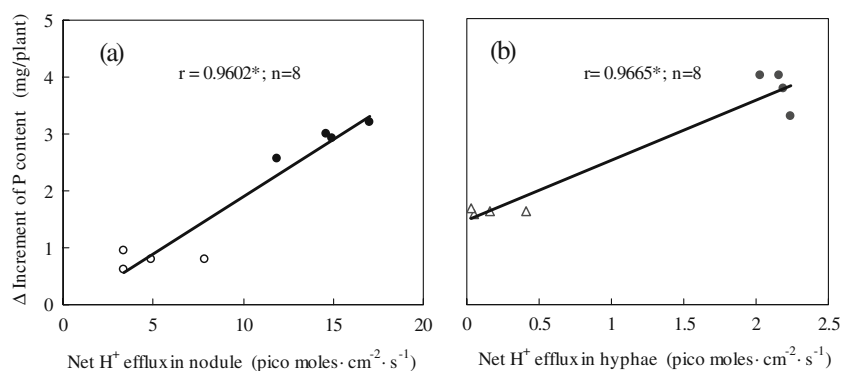 Δ Increment of P content (mg/plant)
5
4
3
2
1
0
(a)
r = 0.9602*; n=8
0 5 10 15 20
Net H⁺ efflux in nodule (pico moles· cm⁻²· s⁻¹)
(b)
r= 0.9665*; n=8
0 0.5 1 1.5 2 2.5
Net H⁺ efflux in hyphae (pico moles· cm⁻²· s⁻¹)